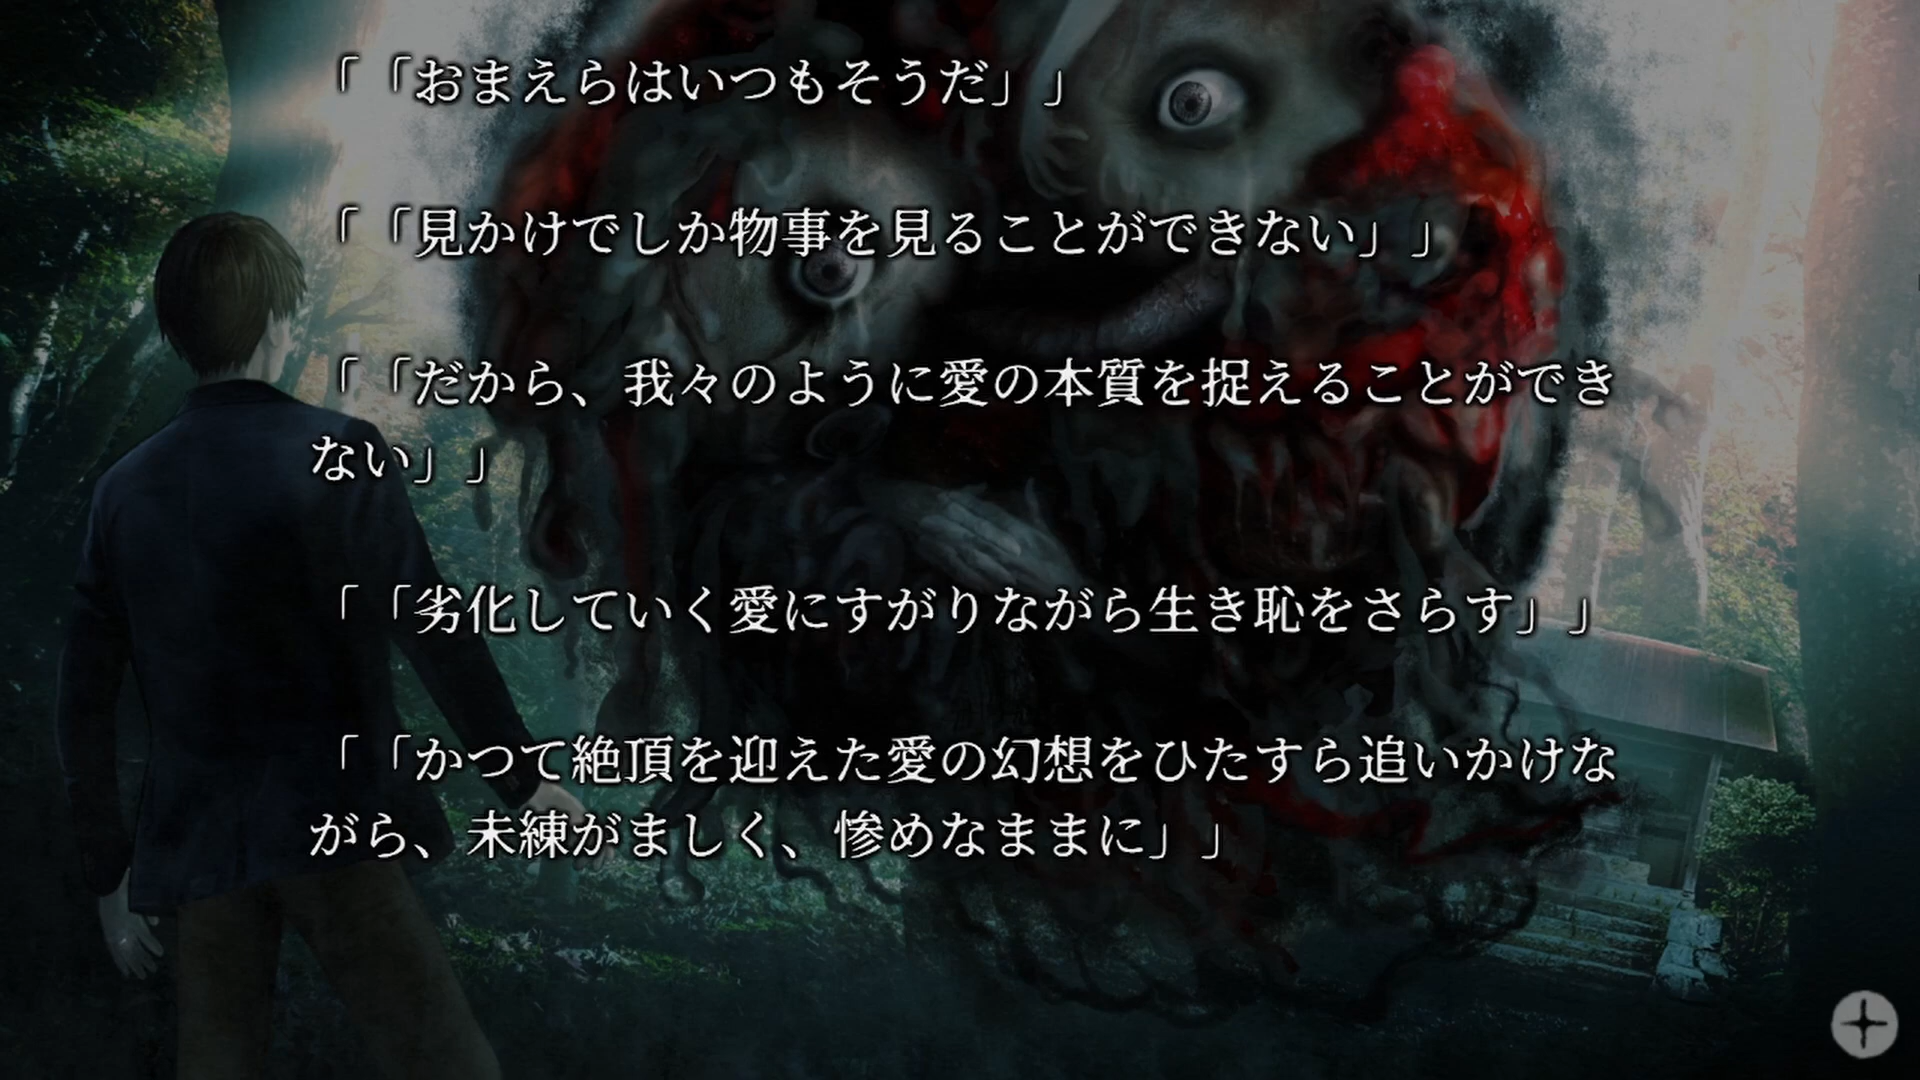 「「おまえらはいつもそうだ」」
「「見かけでしか物事を見ることができない」」
「「だから、我々のように愛の本質を捉えることができ
ない」」
「「劣化していく愛にすがりながら生き恥をさらす」」
「「かつて絶頂を迎えた愛の幻想をひたすら追いかけな
がら、未練がましく、惨めなままに」」